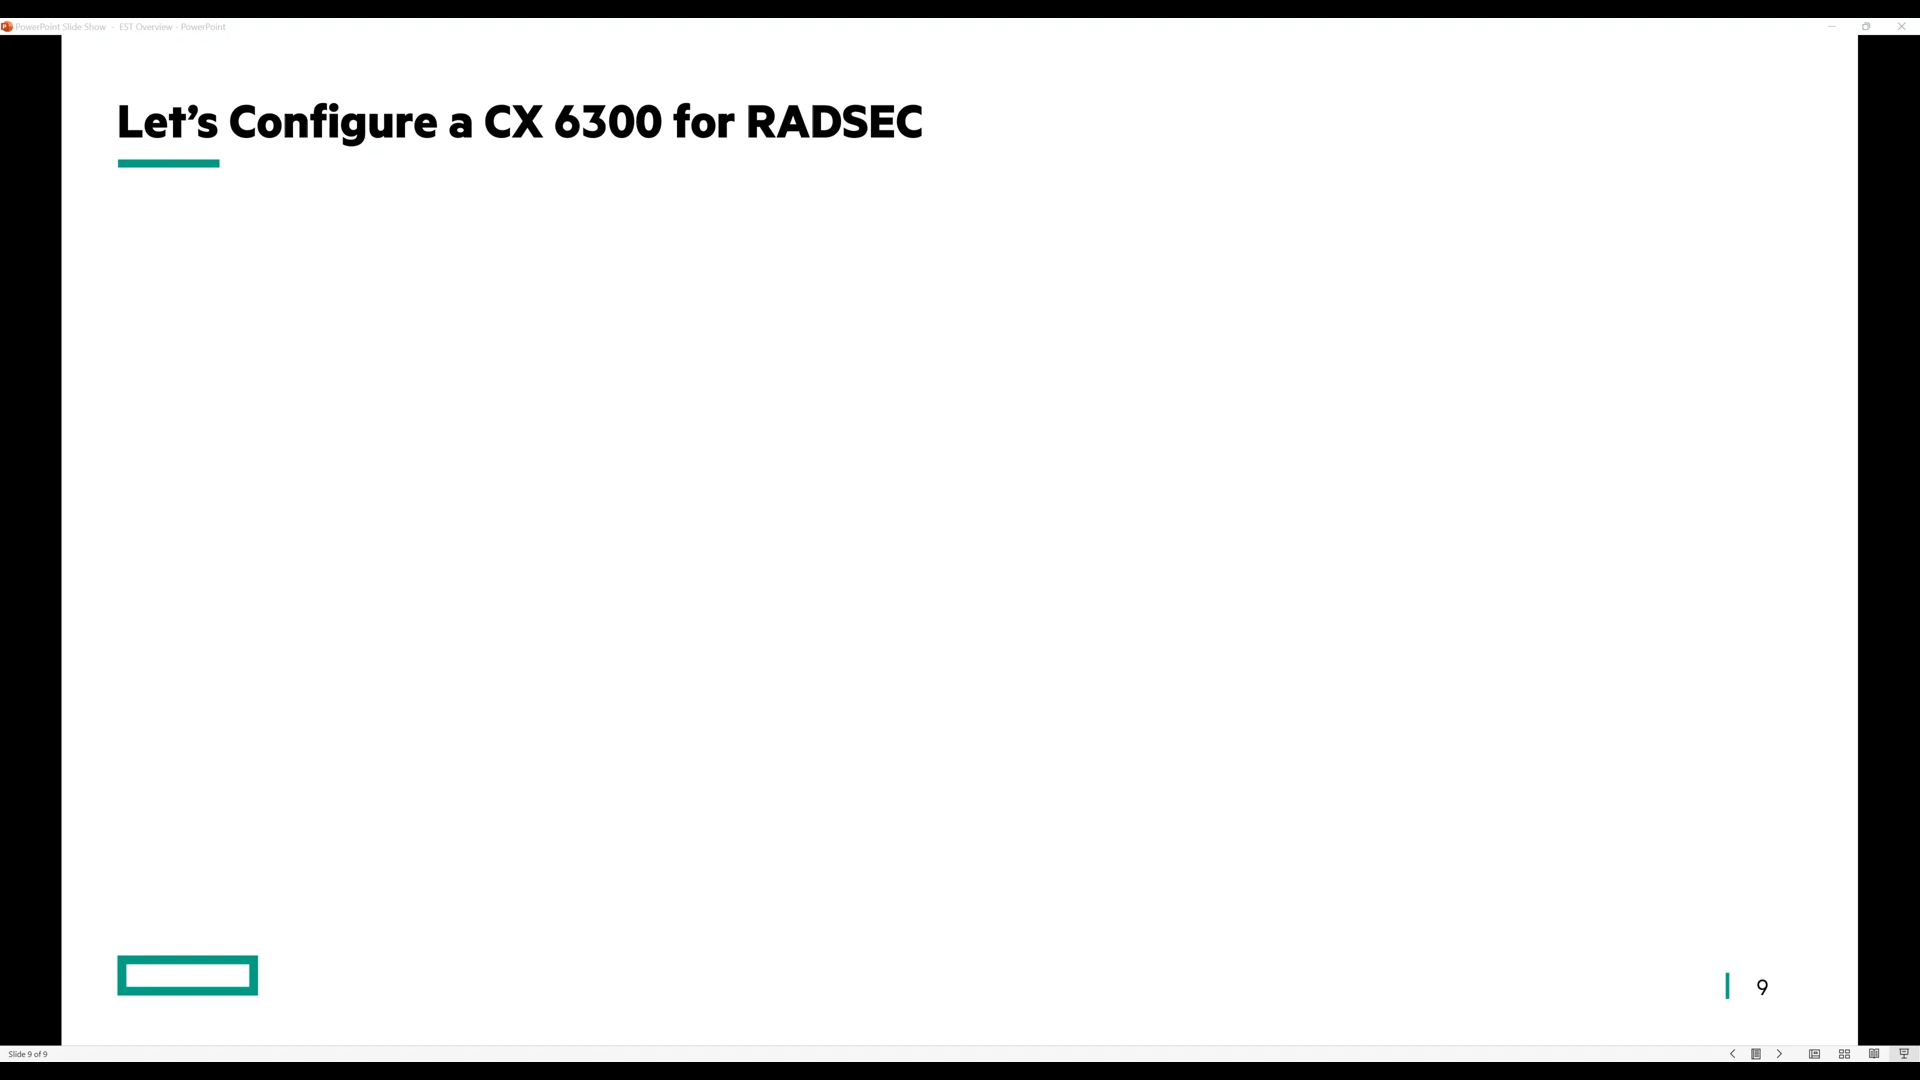 PowerPoint Slide Show - EST Overview - PowerPoint
Let’s Configure a CX 6300 for RADSEC
9
Slide 9 of 9